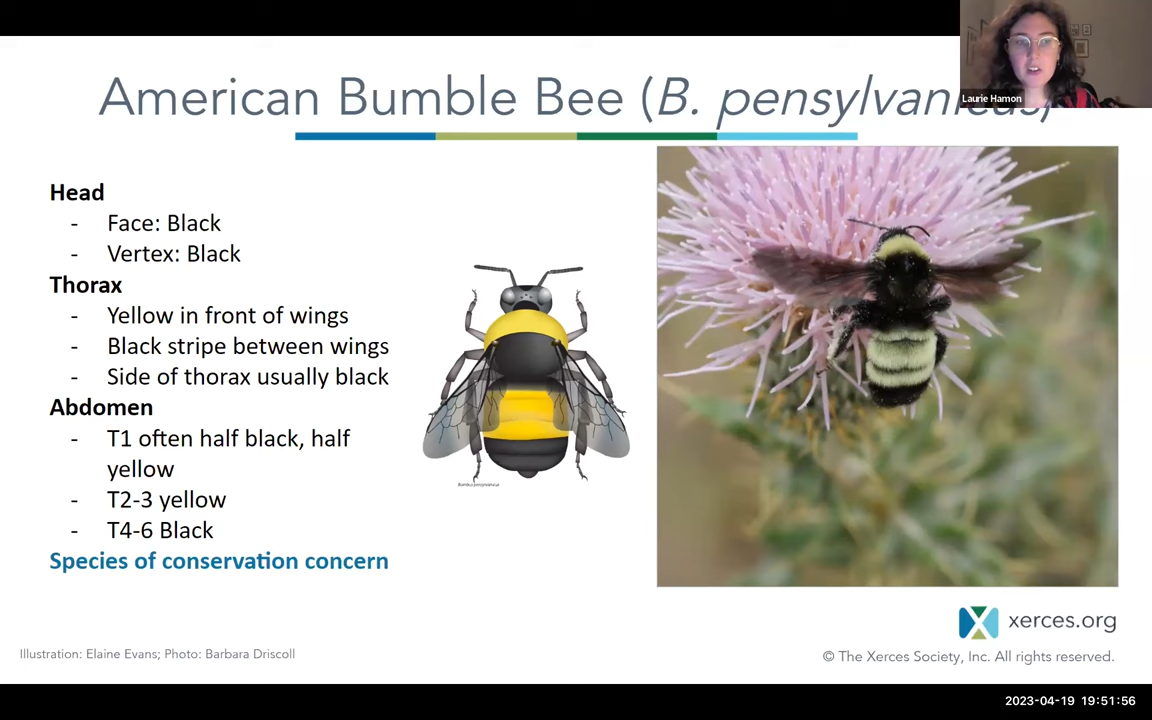 American Bumble Bee (B. pensylvanicus)
Laurie Hamon
Head
- Face: Black
- Vertex: Black
Thorax
- Yellow in front of wings
- Black stripe between wings
- Side of thorax usually black
Abdomen
- T1 often half black, half
yellow
- T2-3 yellow
- T4-6 Black
Species of conservation concern
Bombus pensylvanicus
xerces.org
Illustration: Elaine Evans; Photo: Barbara Driscoll
© The Xerces Society, Inc. All rights reserved.
2023-04-19 19:51:56